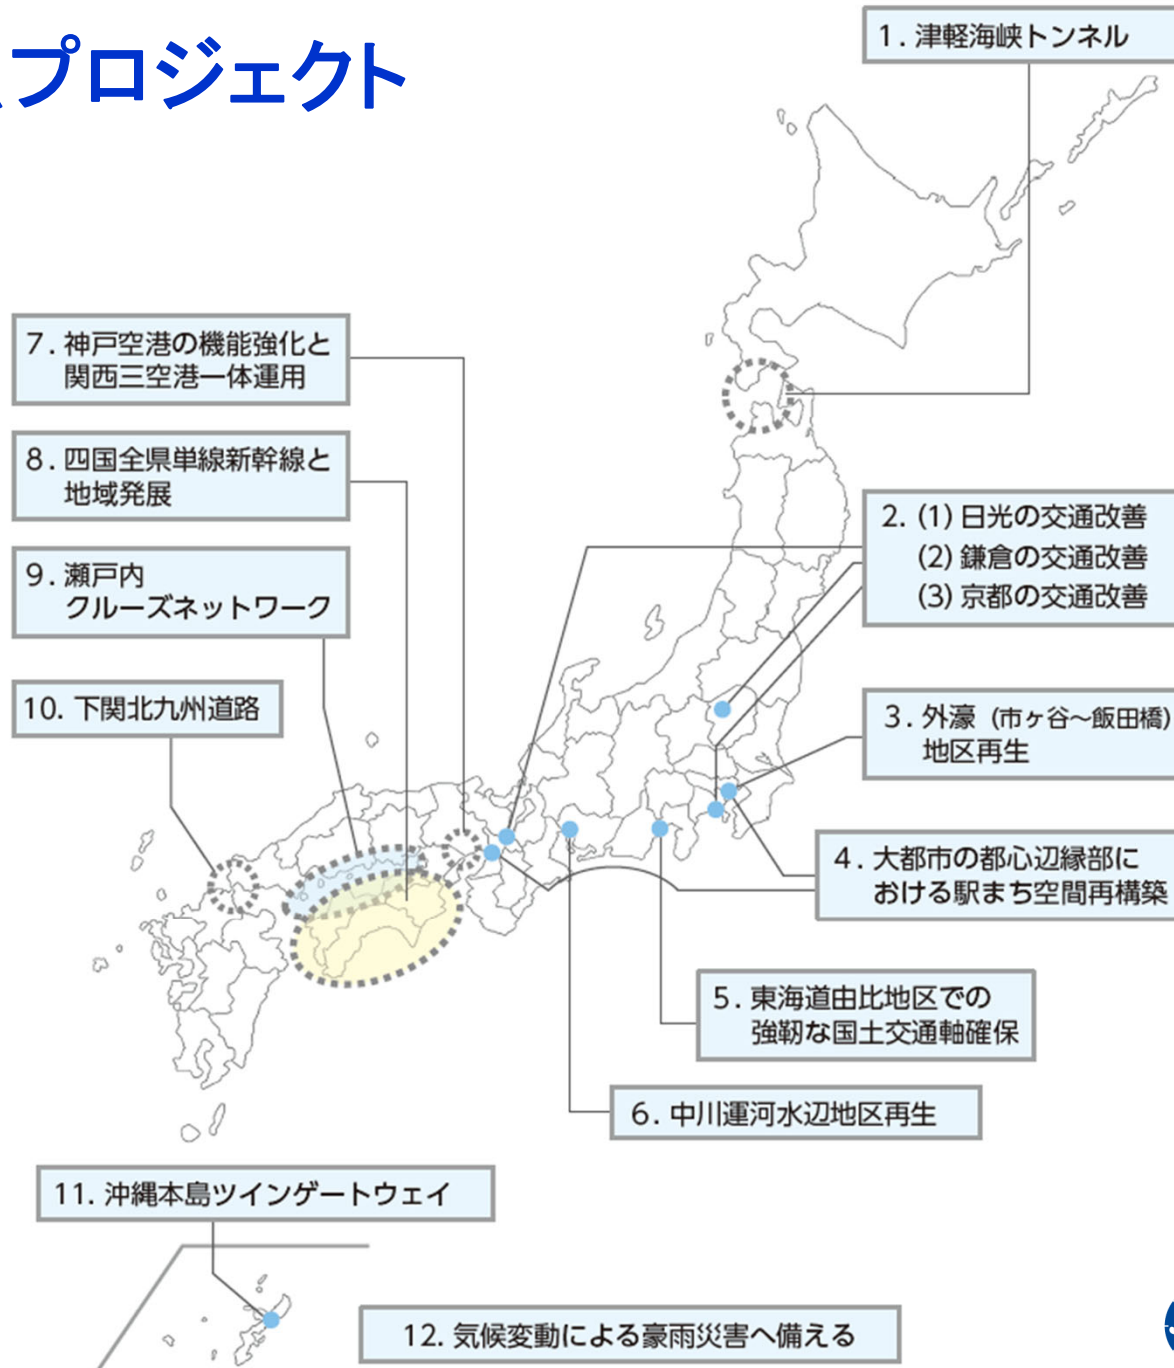 プロジェクト
1. 津軽海峡トンネル
7. 神戸空港の機能強化と
関西三空港一体運用
8. 四国全県単線新幹線と
地域発展
9. 瀬戸内
クルーズネットワーク
10. 下関北九州道路
2. (1) 日光の交通改善
(2) 鎌倉の交通改善
(3) 京都の交通改善
3. 外濠 (市ヶ谷～飯田橋)
地区再生
4. 大都市の都心辺縁部に
おける駅まち空間再構築
5. 東海道由比地区での
強靭な国土交通軸確保
6. 中川運河水辺地区再生
11. 沖縄本島ツインゲートウェイ
12. 気候変動による豪雨災害へ備える